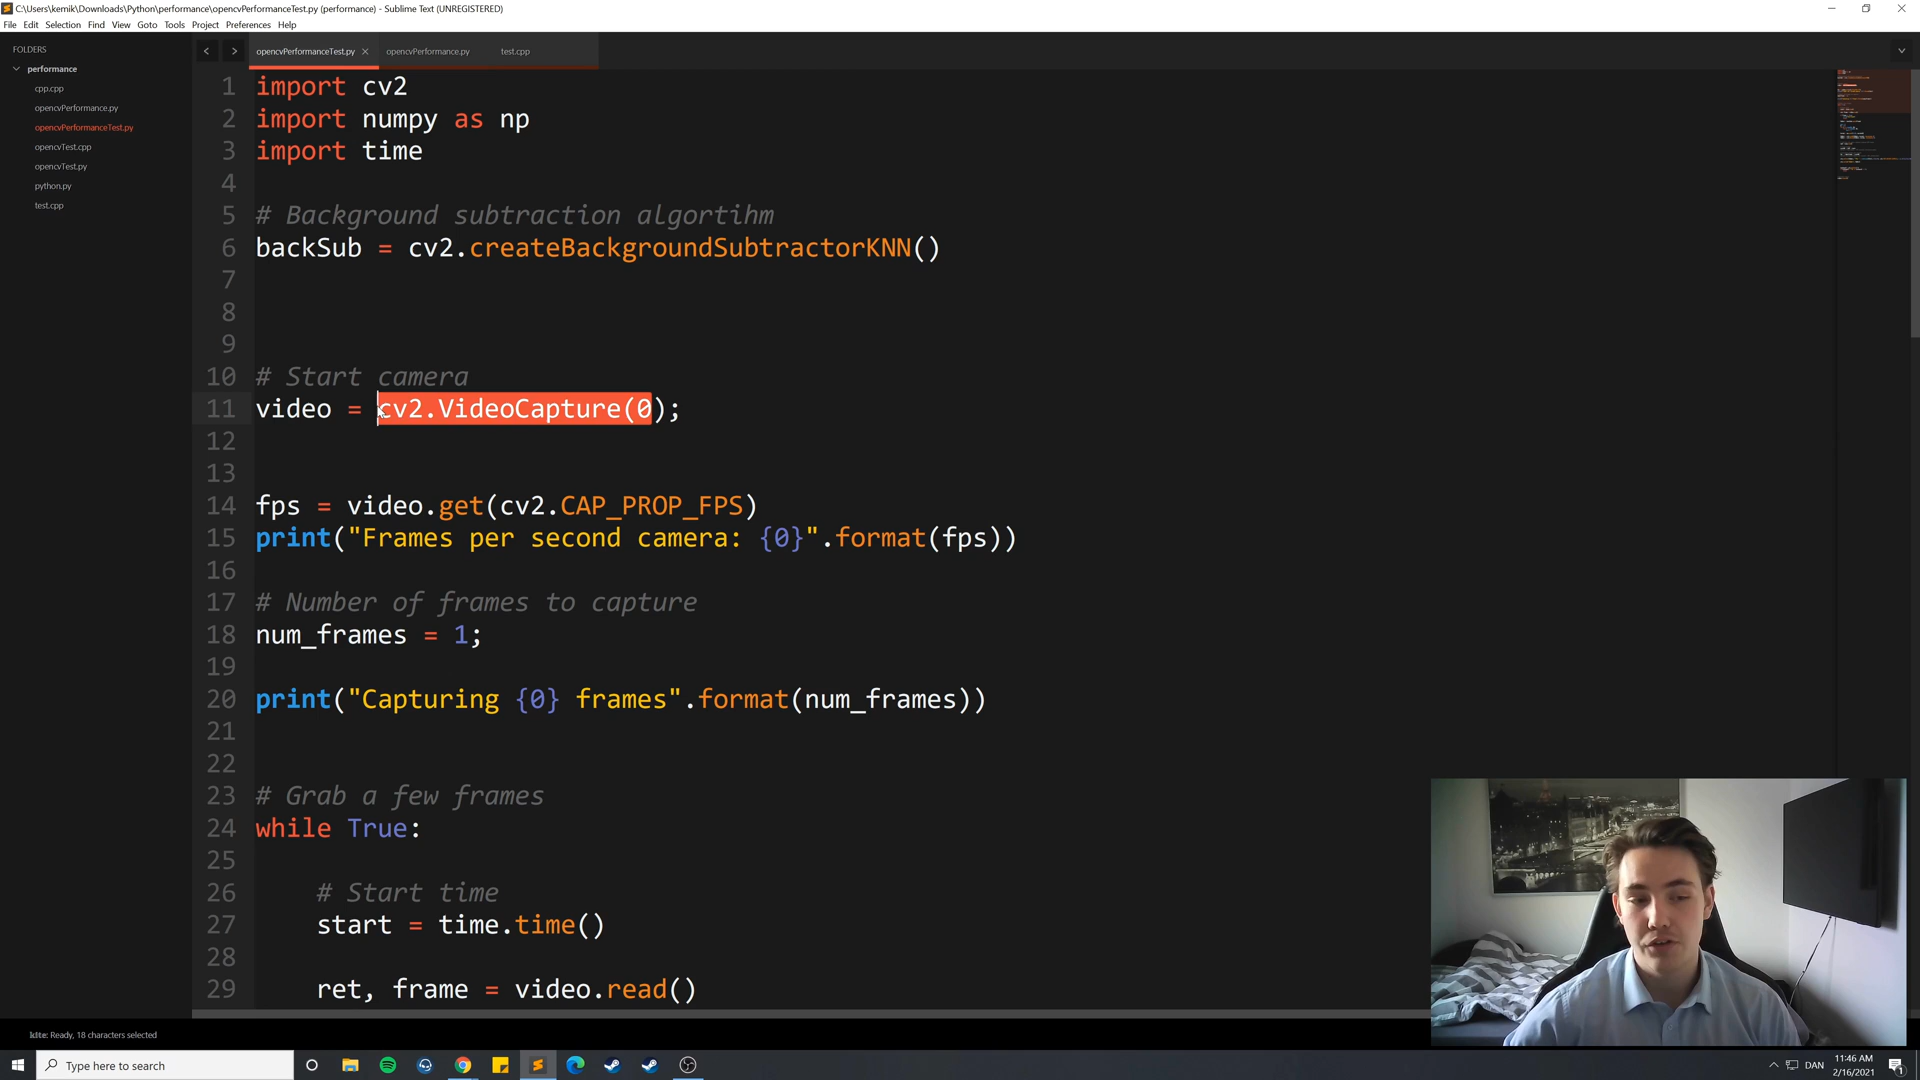 C:\Users\kemik\Downloads\Python\performance\opencvPerformanceTest.py (performance) - Sublime Text (UNREGISTERED)
File Edit Selection Find View Goto Tools Project Preferences Help
FOLDERS
performance
cpp.cpp
opencvPerformance.py
opencvPerformanceTest.py
opencvTest.cpp
opencvTest.py
python.py
test.cpp
opencvPerformanceTest.py opencvPerformance.py test.cpp
1 import cv2
2 import numpy as np
3 import time
4
5 # Background subtraction algortihm
6 backSub = cv2.createBackgroundSubtractorKNN()
7
8
9
10 # Start camera
11 video = cv2.VideoCapture(0);
12
13
14 fps = video.get(cv2.CAP_PROP_FPS)
15 print("Frames per second camera: {0}".format(fps))
16
17 # Number of frames to capture
18 num_frames = 1;
19
20 print("Capturing {0} frames".format(num_frames))
21
22
23 # Grab a few frames
24 while True:
25
26 # Start time
27 start = time.time()
28
29 ret, frame = video.read()
kite: Ready, 18 characters selected
Type here to search
DAN
11:46 AM
2/16/2021
1